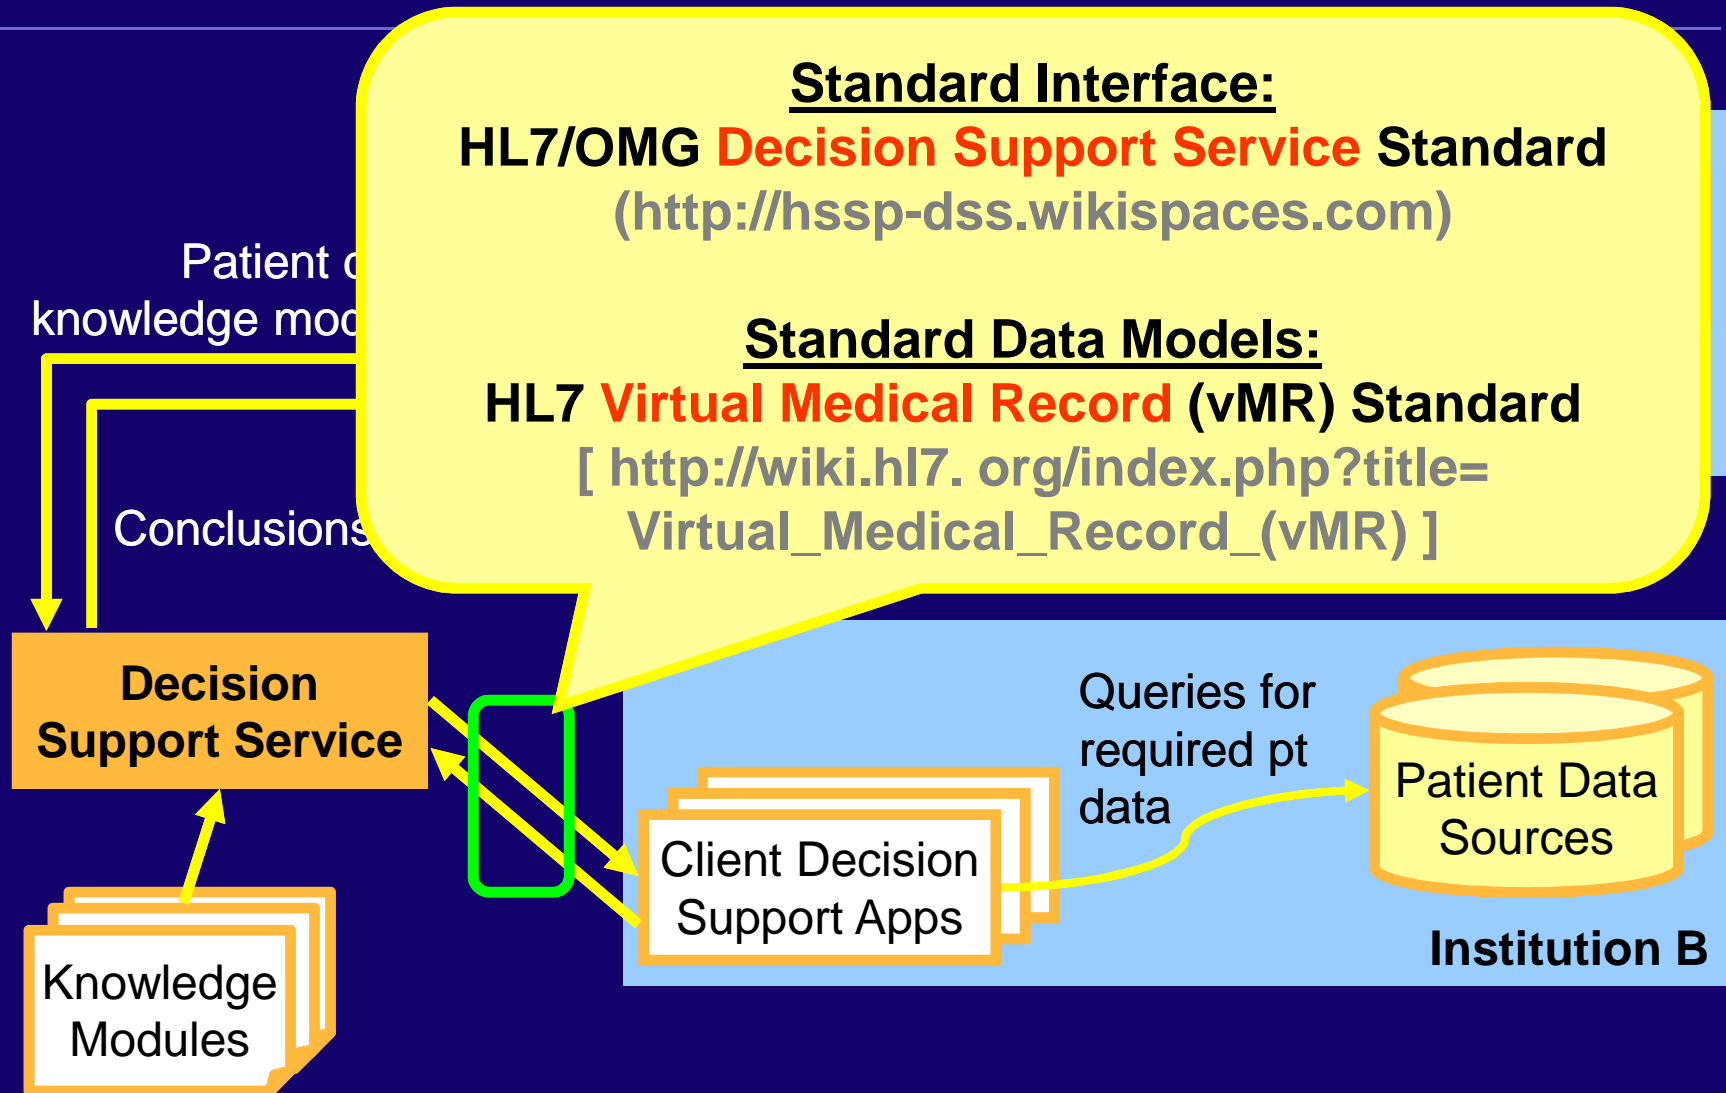 Standard Interface:
HL7/OMG Decision Support Service Standard
(http://hssp-dss.wikispaces.com)
Standard Data Models:
HL7 Virtual Medical Record (vMR) Standard
[ http://wiki.hl7. org/index.php?title=
Virtual_Medical_Record_(vMR) ]
Patient
knowledge
Conclusions
Decision
Support Service
Queries for
required pt
data
Patient Data
Sources
Client Decision
Support Apps
Institution B
Knowledge
Modules